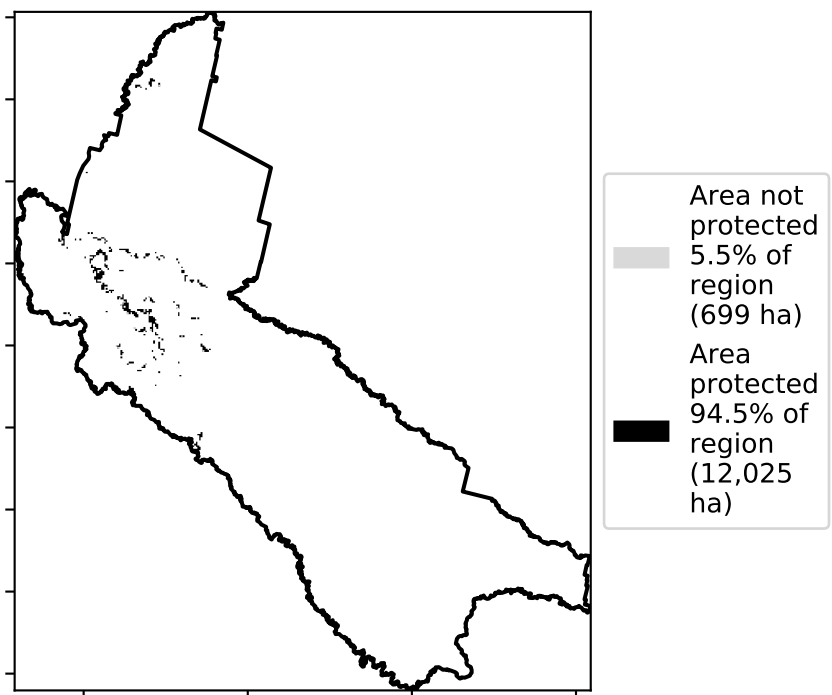 Area not
protected
5.5% of
region
(699 ha)
Area
protected
94.5% of
region
(12,025
ha)